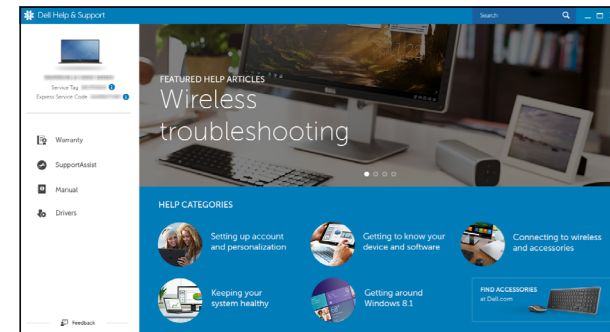 Dell Help & Support
Search
Service Tag
Express Service Code
Warranty
SupportAssist
Manual
Drivers
Feedback
FEATURED HELP ARTICLES
Wireless
troubleshooting
HELP CATEGORIES
Setting up account
and personalization
Getting to know your
device and software
Connecting to wireless
and accessories
Keeping your
system healthy
Getting around
Windows 8.1
FIND ACCESSORIES
at Dell.com